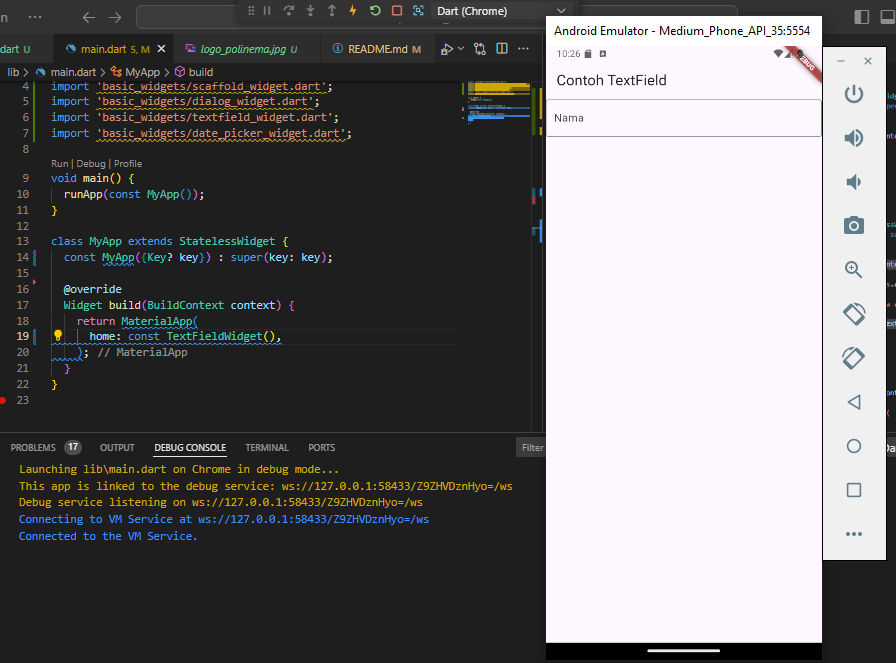 n
Dart (Chrome)
dart U
main.dart 5, M
logo_polinema.jpg U
README.md M
lib > main.dart > MyApp > build
4 import 'basic_widgets/scaffold_widget.dart';
5 import 'basic_widgets/dialog_widget.dart';
6 import 'basic_widgets/textfield_widget.dart';
7 import 'basic_widgets/date_picker_widget.dart';
8
Run | Debug | Profile
9 void main() {
10 runApp(const MyApp());
11 }
12
13 class MyApp extends StatelessWidget {
14 const MyApp({Key? key}) : super(key: key);
15
16 @override
17 Widget build(BuildContext context) {
18 return MaterialApp(
19 home: const TextFieldWidget(),
20 ); // MaterialApp
21 }
22 }
23
PROBLEMS 17 OUTPUT DEBUG CONSOLE TERMINAL PORTS Filter
Launching lib\main.dart on Chrome in debug mode...
This app is linked to the debug service: ws://127.0.0.1:58433/Z9ZHVDznHyo=/ws
Debug service listening on ws://127.0.0.1:58433/Z9ZHVDznHyo=/ws
Connecting to VM Service at ws://127.0.0.1:58433/Z9ZHVDznHyo=/ws
Connected to the VM Service.
Android Emulator - Medium_Phone_API_35:5554
10:26
DEBUG
Contoh TextField
Nama